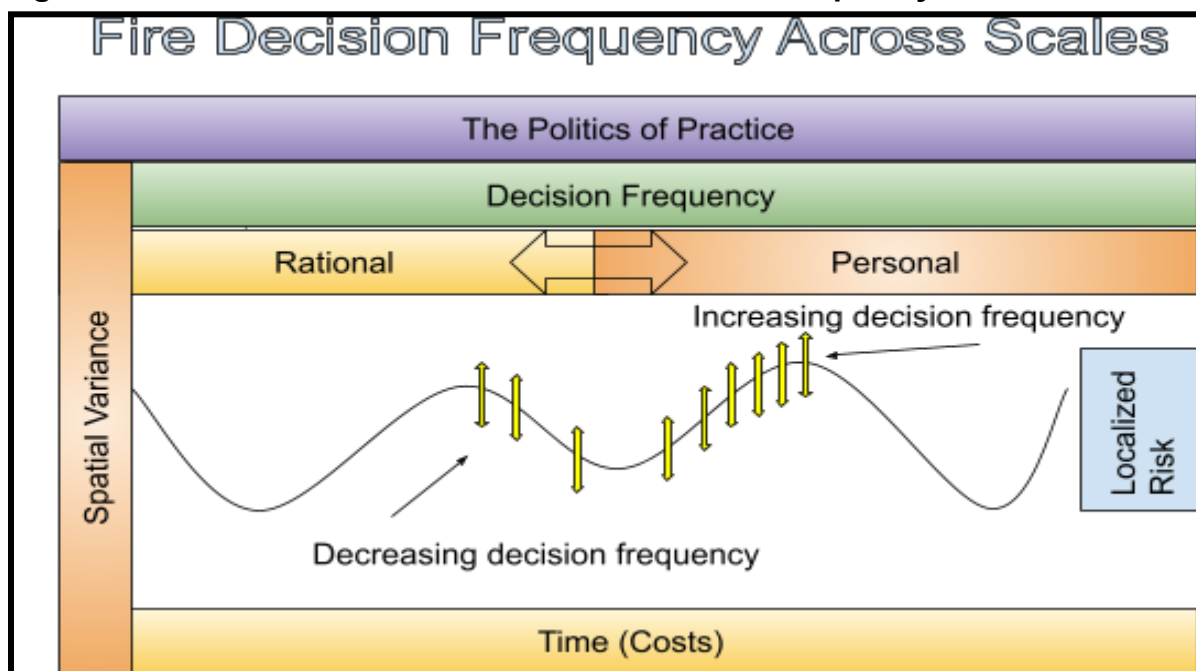 Fire Decision Frequency Across Scales
The Politics of Practice
Decision Frequency
Rational
Personal
Increasing decision frequency
Spatial Variance
Localized
Risk
Decreasing decision frequency
Time (Costs)